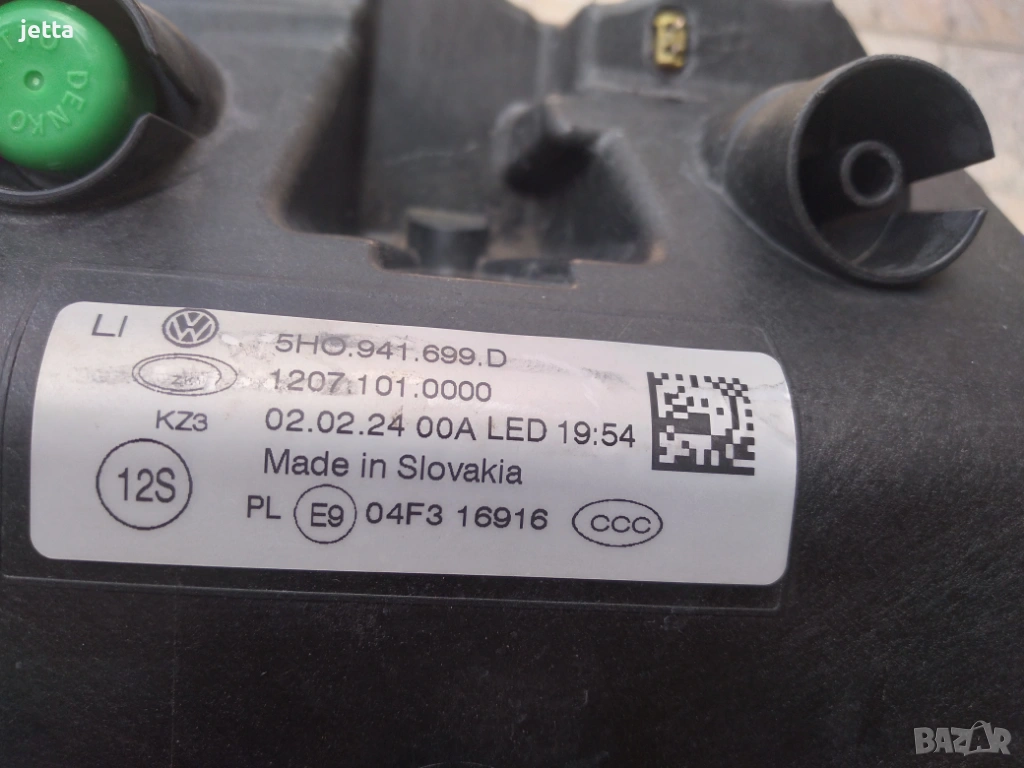 jetta
DENKO
LI 5H0.941.699.D
1207.101.0000
KZ3 02.02.24 00A LED 19:54
Made in Slovakia
12S PL E9 04F3 16916 CCC
BAZAR